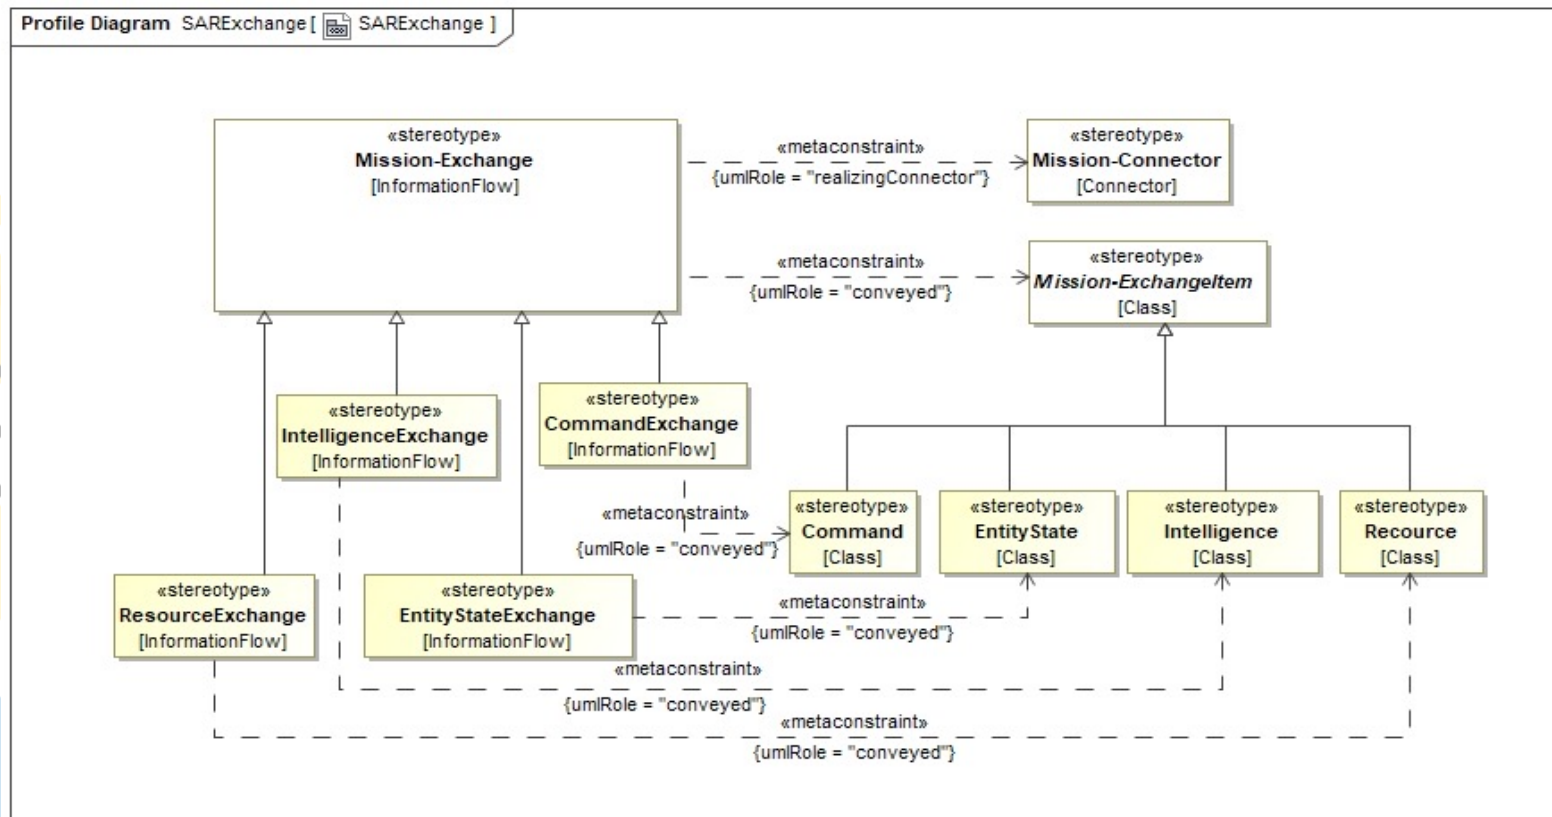 Profile Diagram SARExchange [ SARExchange ]
«stereotype»
Mission-Exchange
[InformationFlow]
«metaconstraint»
{umlRole = "realizingConnector"}
«stereotype»
Mission-Connector
[Connector]
«metaconstraint»
{umlRole = "conveyed"}
«stereotype»
Mission-ExchangeItem
[Class]
«stereotype»
IntelligenceExchange
[InformationFlow]
«stereotype»
CommandExchange
[InformationFlow]
«metaconstraint»
{umlRole = "conveyed"}
«stereotype»
Command
[Class]
«stereotype»
EntityState
[Class]
«stereotype»
Intelligence
[Class]
«stereotype»
Recource
[Class]
«stereotype»
ResourceExchange
[InformationFlow]
«stereotype»
EntityStateExchange
[InformationFlow]
«metaconstraint»
{umlRole = "conveyed"}
«metaconstraint»
{umlRole = "conveyed"}
«metaconstraint»
{umlRole = "conveyed"}